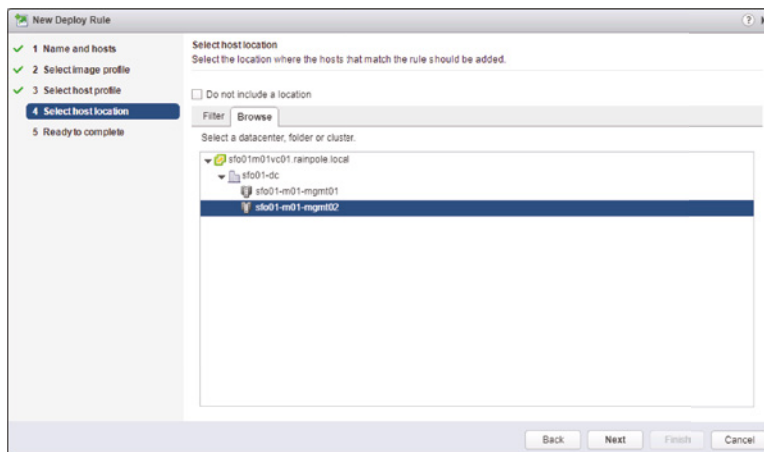 New Deploy Rule
1 Name and hosts
2 Select image profile
3 Select host profile
4 Select host location
5 Ready to complete
Select host location
Select the location where the hosts that match the rule should be added.
Do not include a location
Filter Browse
Select a datacenter, folder or cluster.
sfo01m01vc01.rainpole.local
sfo01-dc
sfo01-m01-mgmt01
sfo01-m01-mgmt02
Back Next Finish Cancel